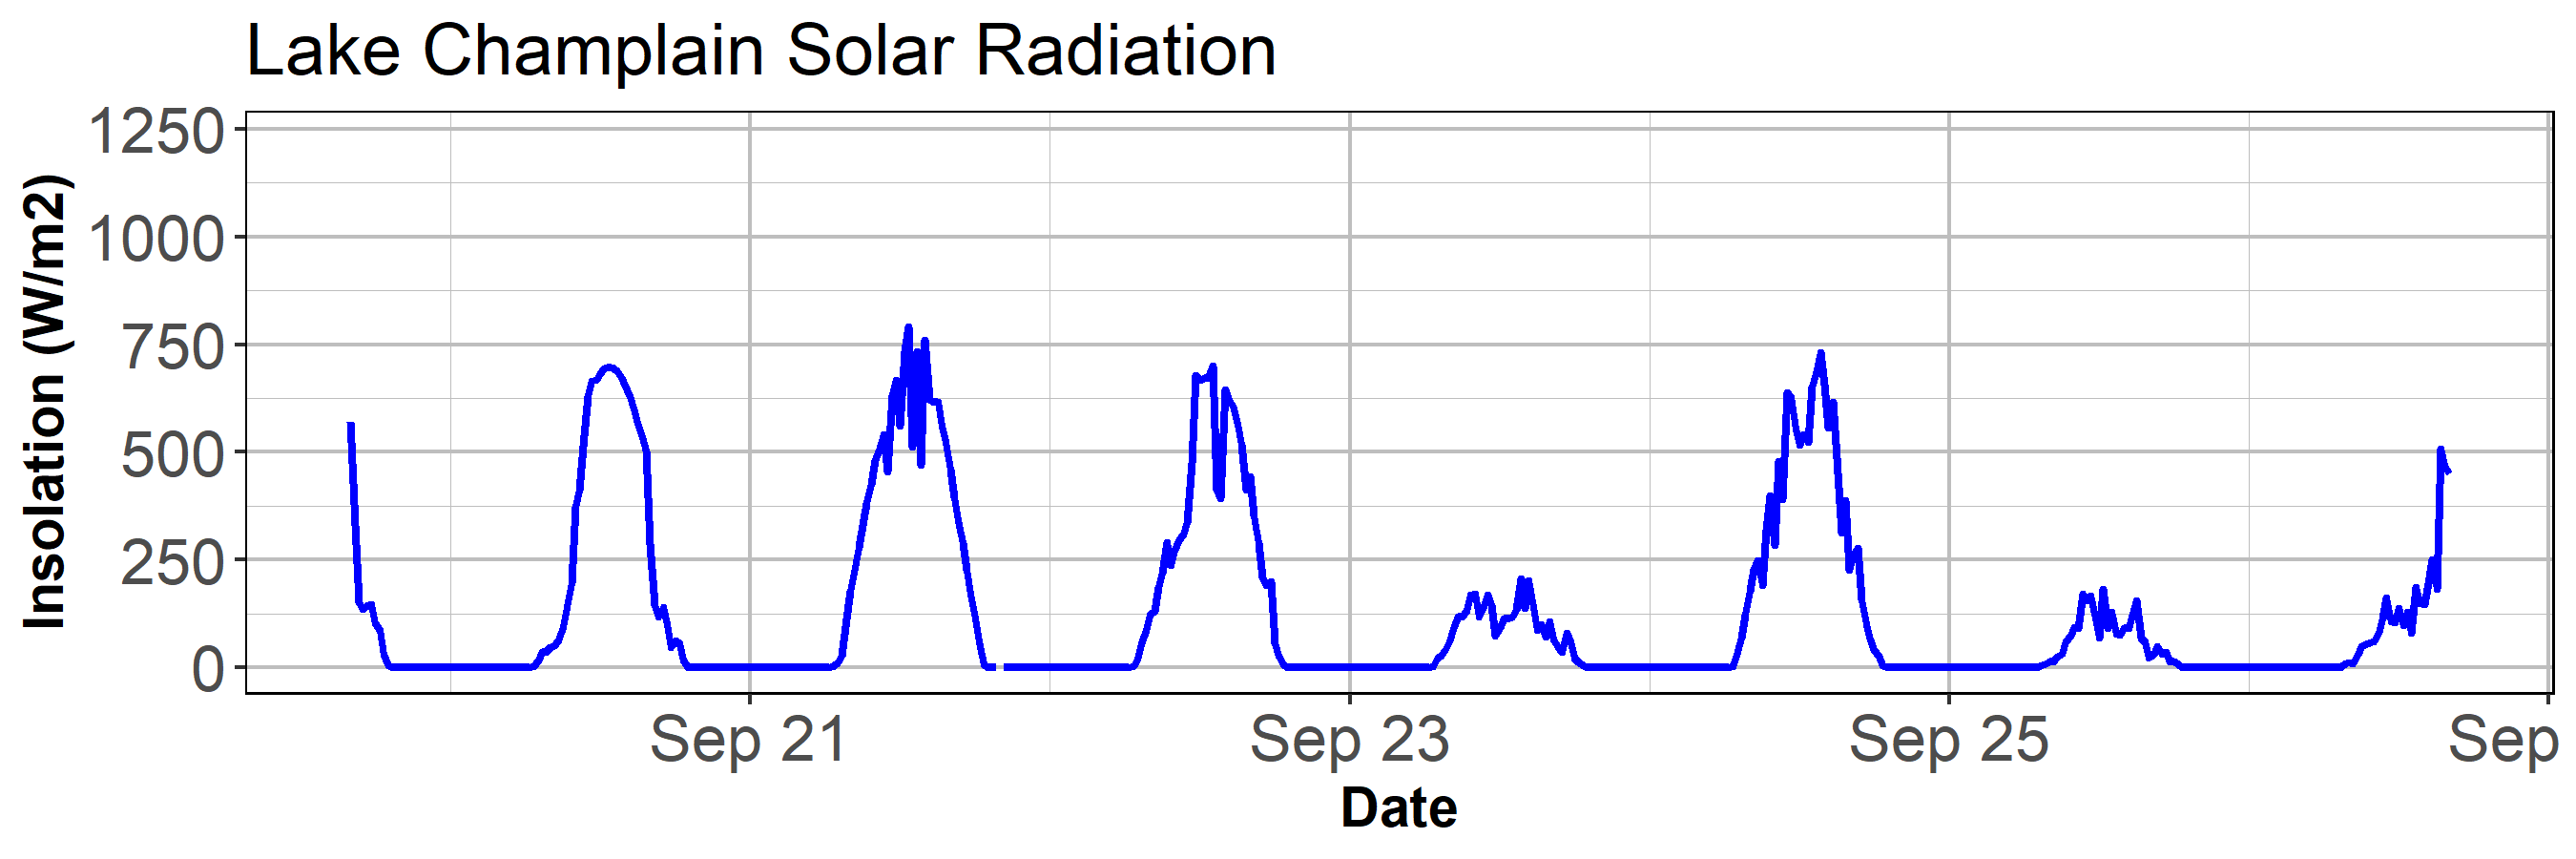 Lake Champlain Solar Radiation
1250
1000
750
500
250
0
Insolation (W/m2)
Sep 21 Sep 23 Sep 25 Sep
Date